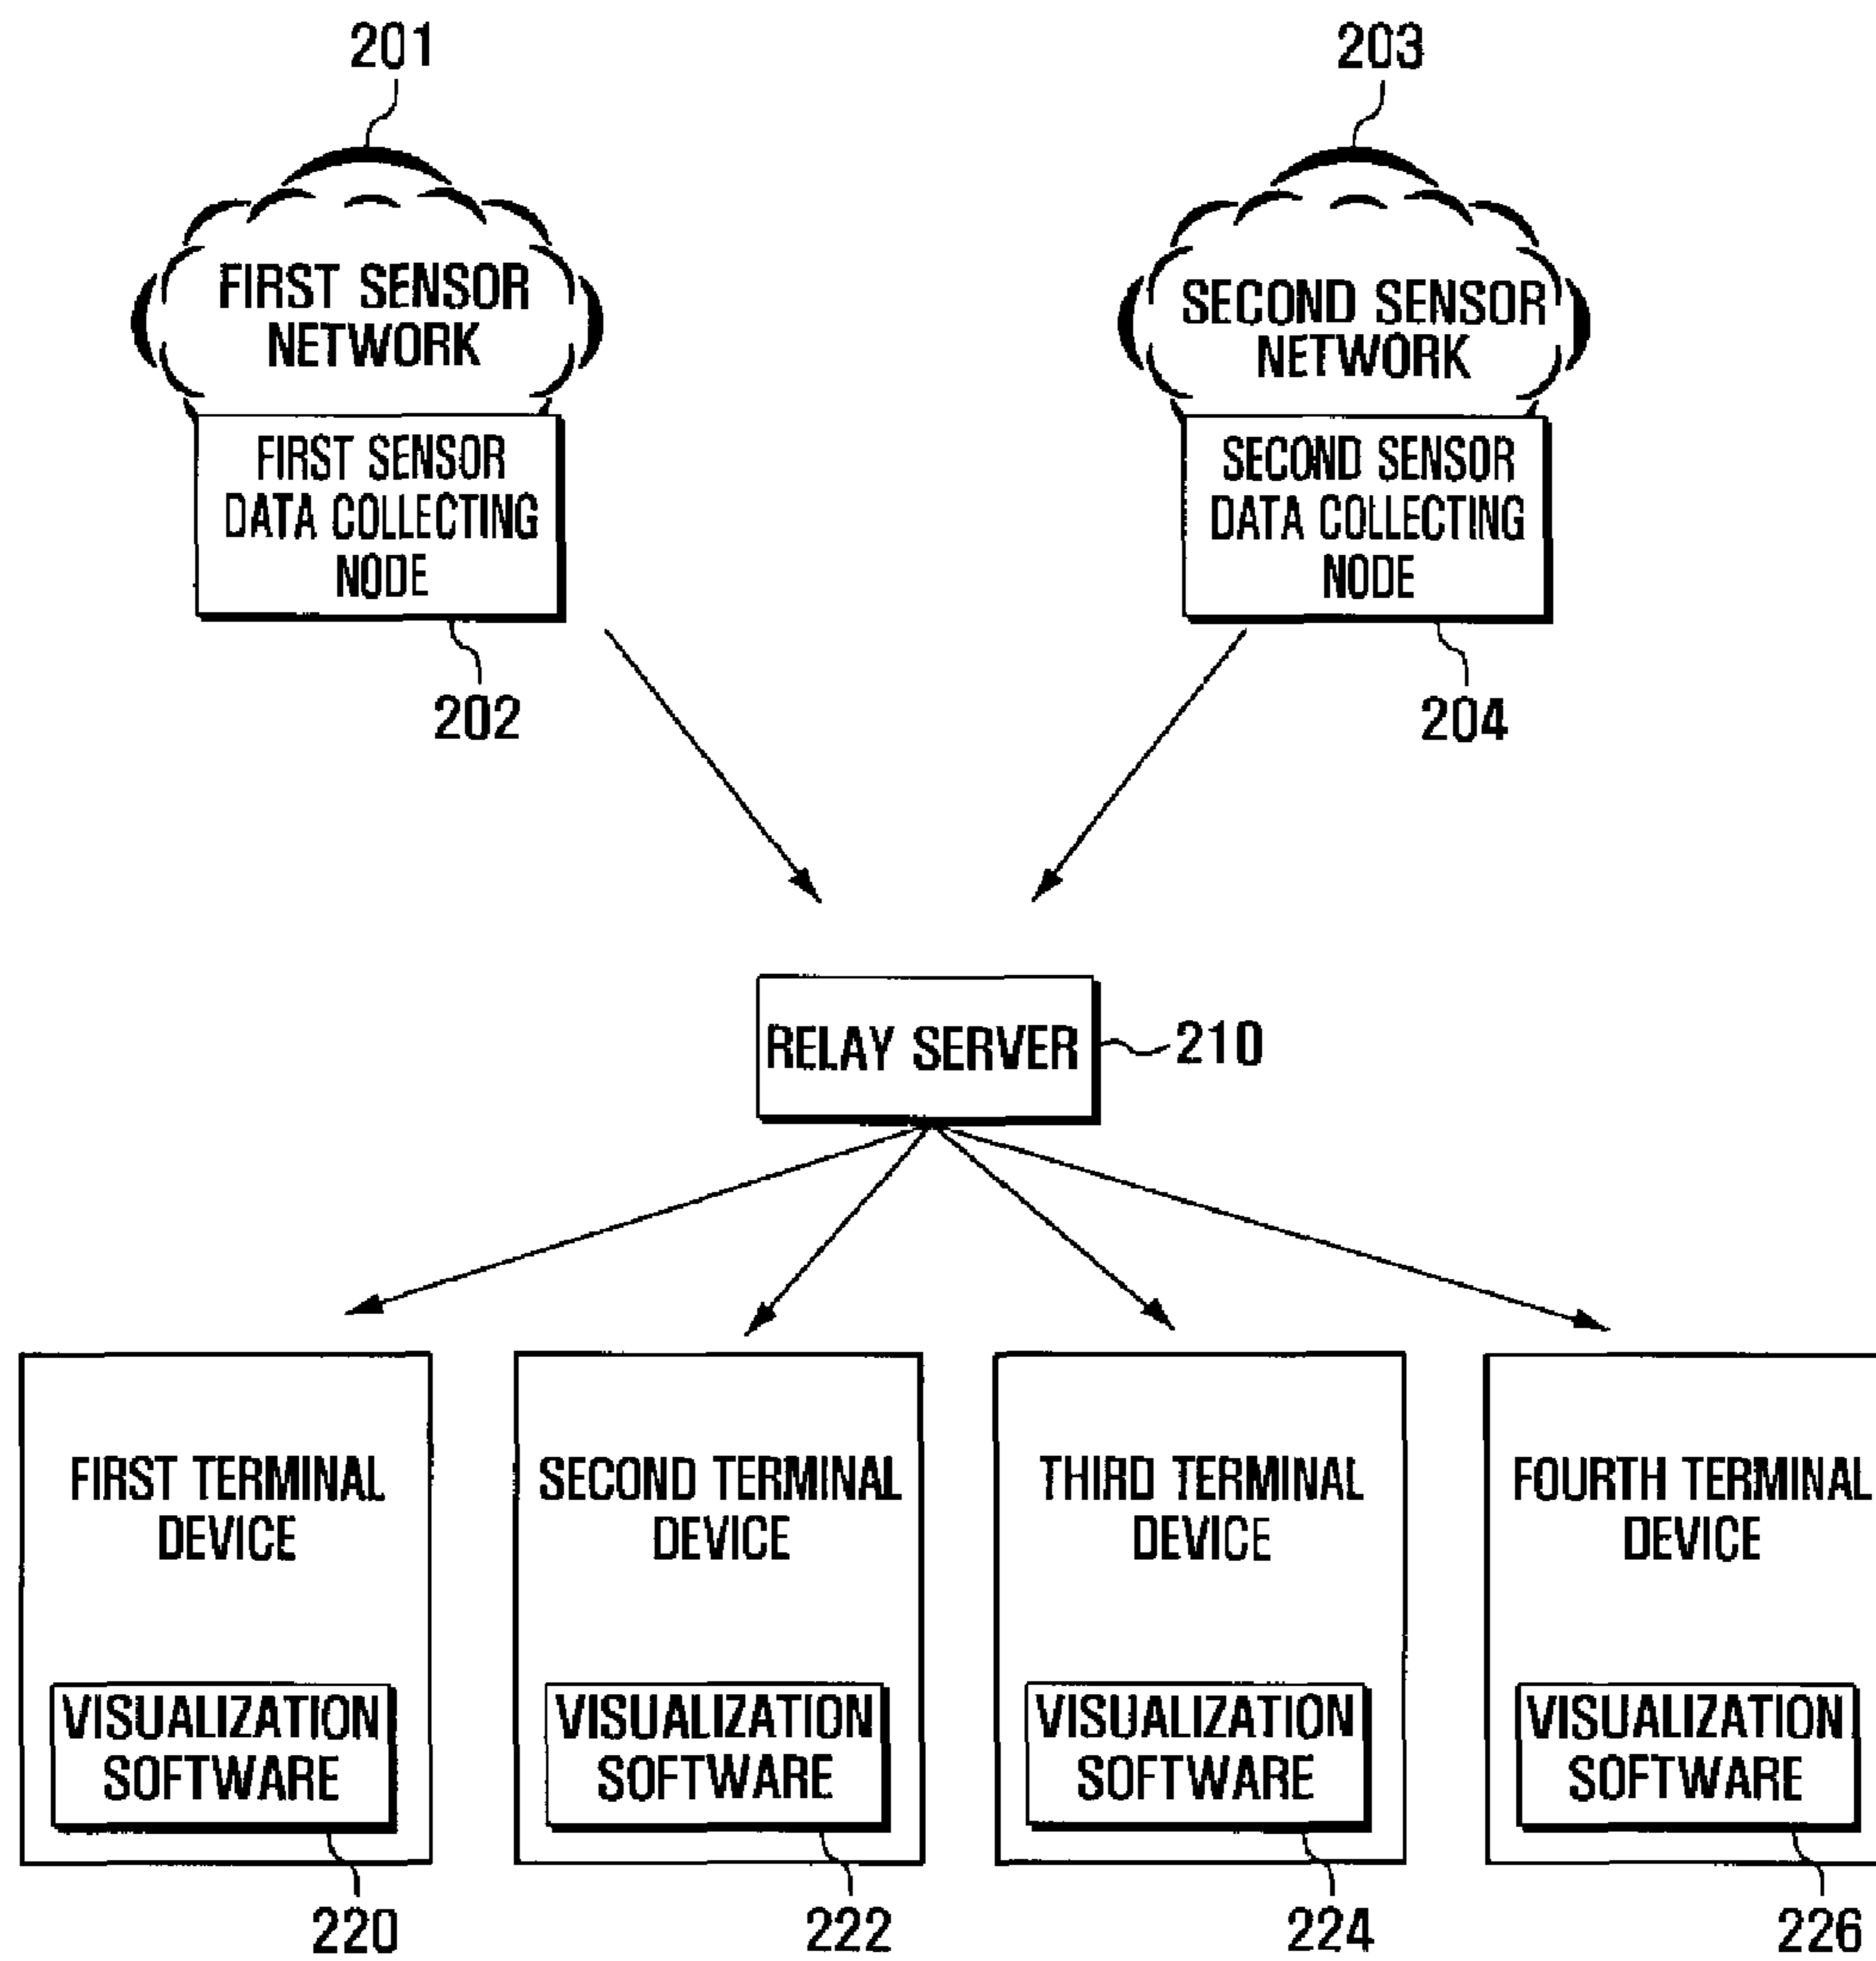 201
203
FIRST SENSOR
NETWORK
SECOND SENSOR
NETWORK
FIRST SENSOR
DATA COLLECTING
NODE
SECOND SENSOR
DATA COLLECTING
NODE
202
204
RELAY SERVER
210
FIRST TERMINAL
DEVICE
SECOND TERMINAL
DEVICE
THIRD TERMINAL
DEVICE
FOURTH TERMINAL
DEVICE
VISUALIZATION
SOFTWARE
VISUALIZATION
SOFTWARE
VISUALIZATION
SOFTWARE
VISUALIZATION
SOFTWARE
220
222
224
226